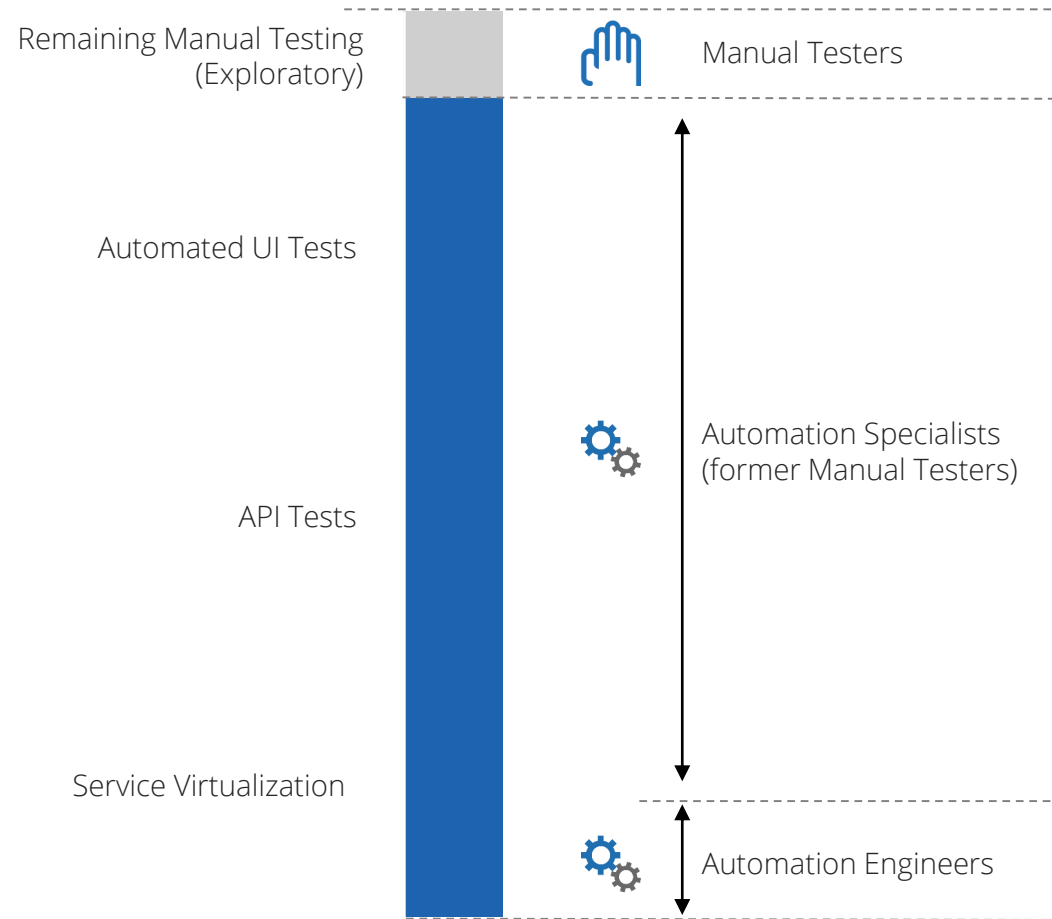 Remaining Manual Testing
(Exploratory)
Manual Testers
Automated UI Tests
Automation Specialists
(former Manual Testers)
API Tests
Service Virtualization
Automation Engineers